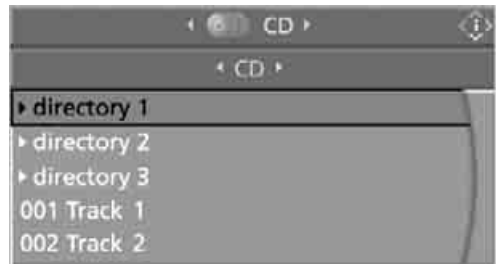 CD
CD
directory 1
directory 2
directory 3
001 Track 1
002 Track 2